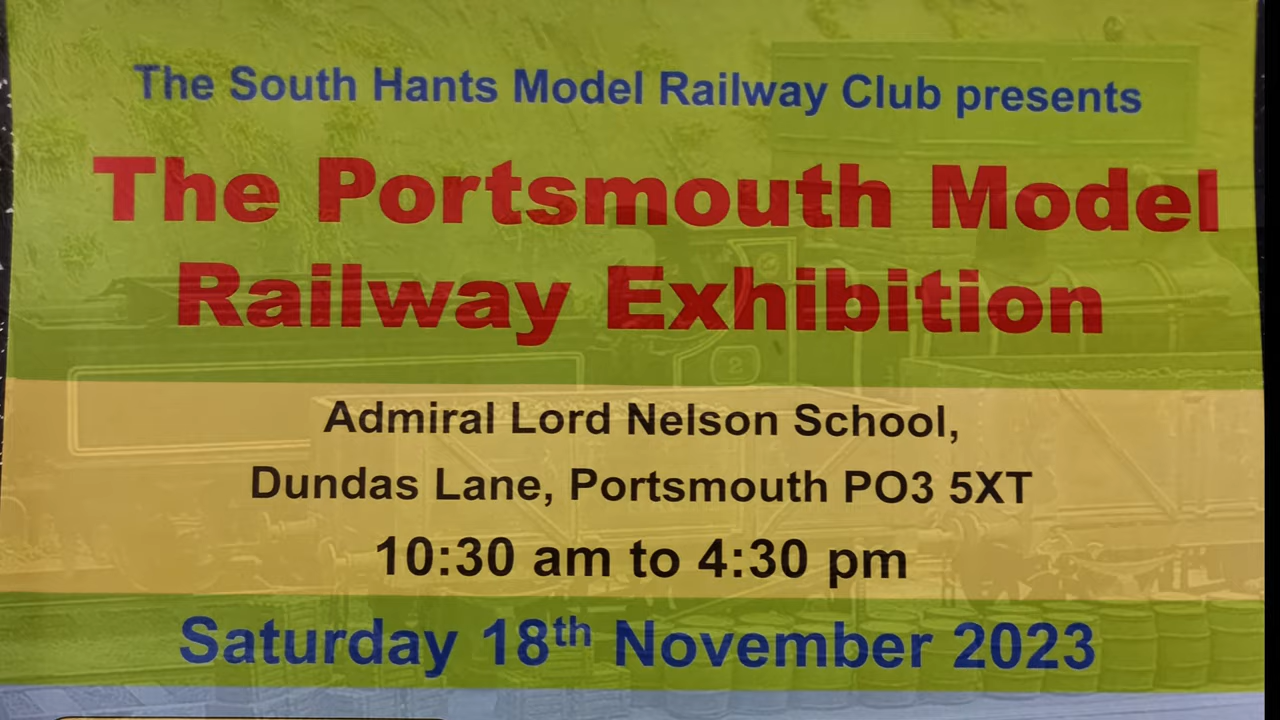 The South Hants Model Railway Club presents
The Portsmouth Model
Railway Exhibition
2
Admiral Lord Nelson School,
Dundas Lane, Portsmouth PO3 5XT
10:30 am to 4:30 pm
Saturday 18th November 2023